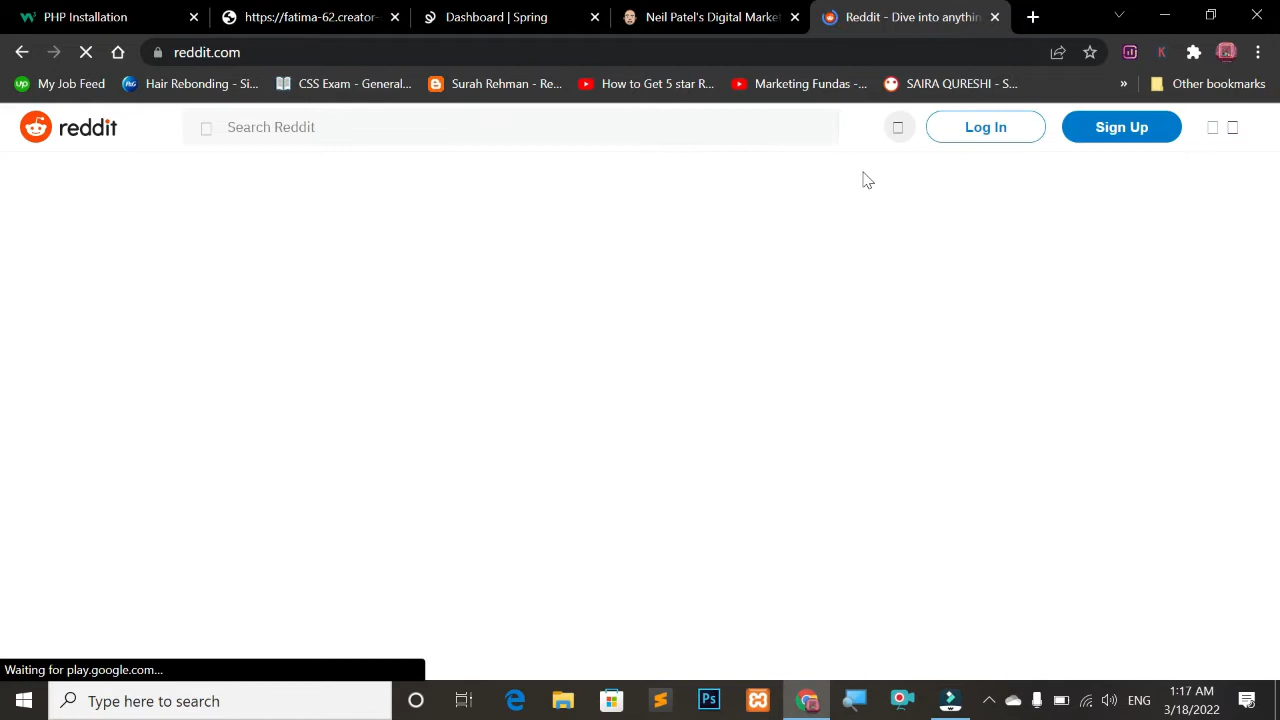 PHP Installation
https://fatima-62.creator-
Dashboard | Spring
Neil Patel's Digital Marke
Reddit - Dive into anythin
reddit.com
My Job Feed
Hair Rebonding - Si...
CSS Exam - General...
Sarah Rehman - Re...
How to Get 5 star R...
Marketing Fundas -...
SAIRA QURESHI - S...
»
Other bookmarks
reddit
Search Reddit
Log In
Sign Up
Waiting for play.google.com...
Type here to search
ENG
1:17 AM
3/18/2022